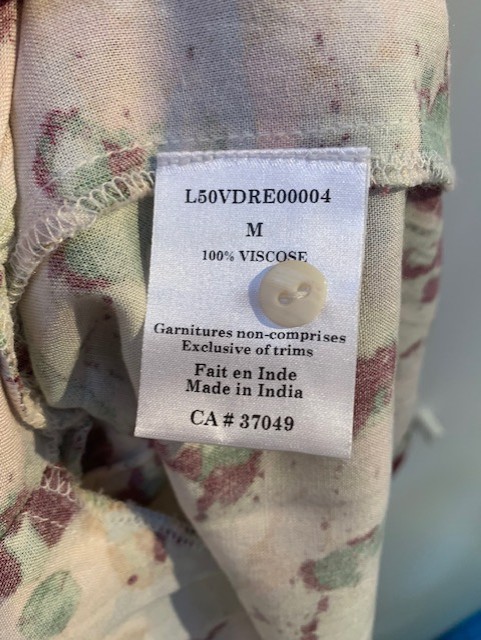 L50VDRE00004
M
100% VISCOSE
Garnitures non-comprises
Exclusive of trims
Fait en Inde
Made in India
CA # 37049